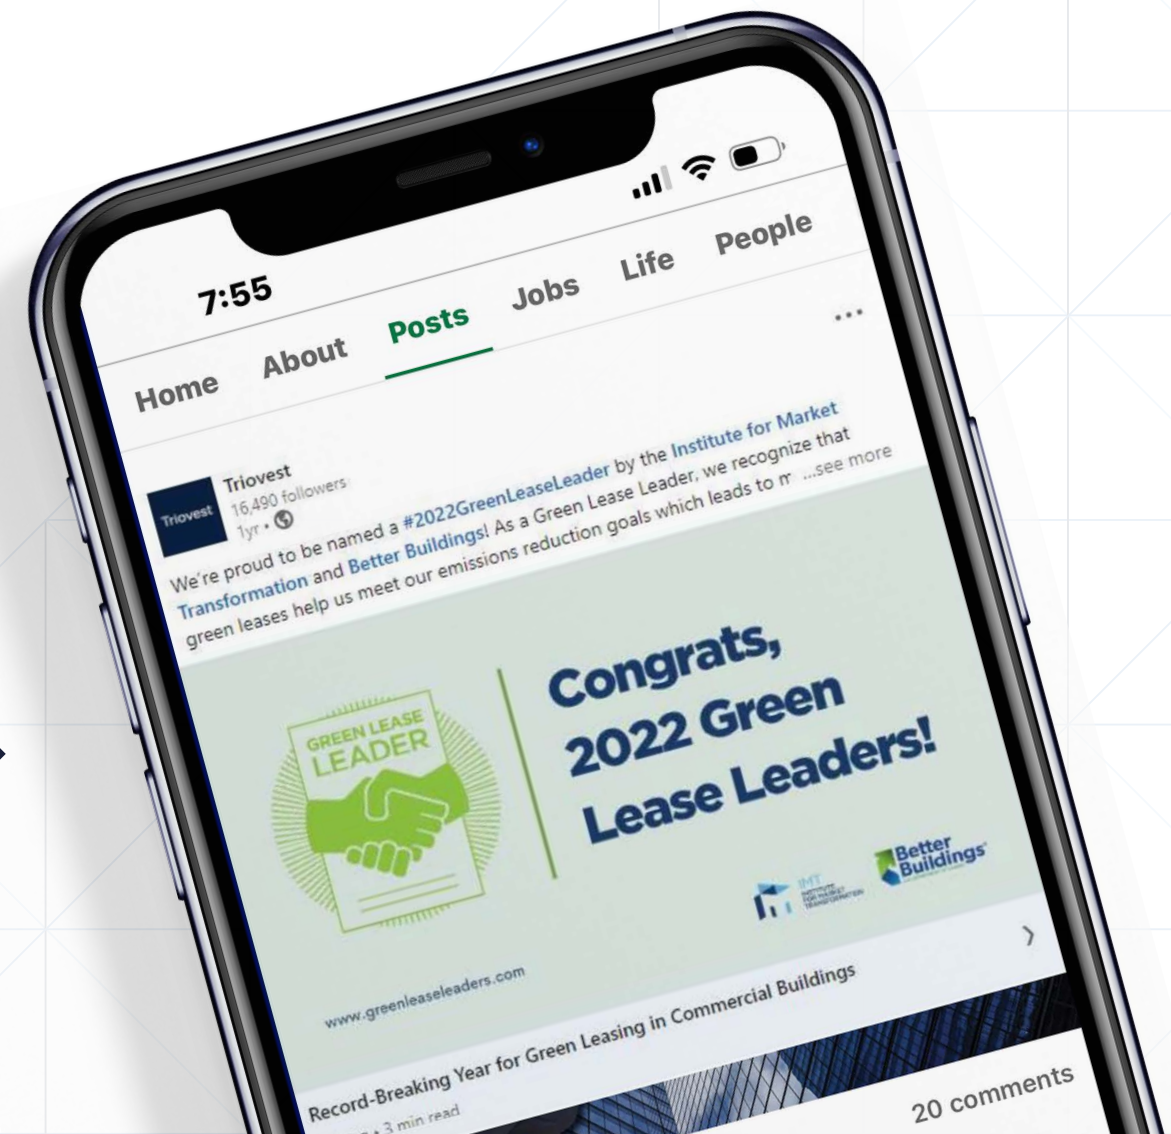 7:55
Home About Posts Jobs Life People
Triovest
Triovest
16,490 followers
1yr •
We're proud to be named a #2022GreenLeaseLeader by the Institute for Market
Transformation and Better Buildings! As a Green Lease Leader, we recognize that
green leases help us meet our emissions reduction goals which leads to m ...see more
GREEN LEASE
LEADER
Congrats,
2022 Green
Lease Leaders!
IMT
INSTITUTE
FOR MARKET
TRANSFORMATION
Better
Buildings
www.greenleaseleaders.com
Record-Breaking Year for Green Leasing in Commercial Buildings
• 3 min read
20 comments